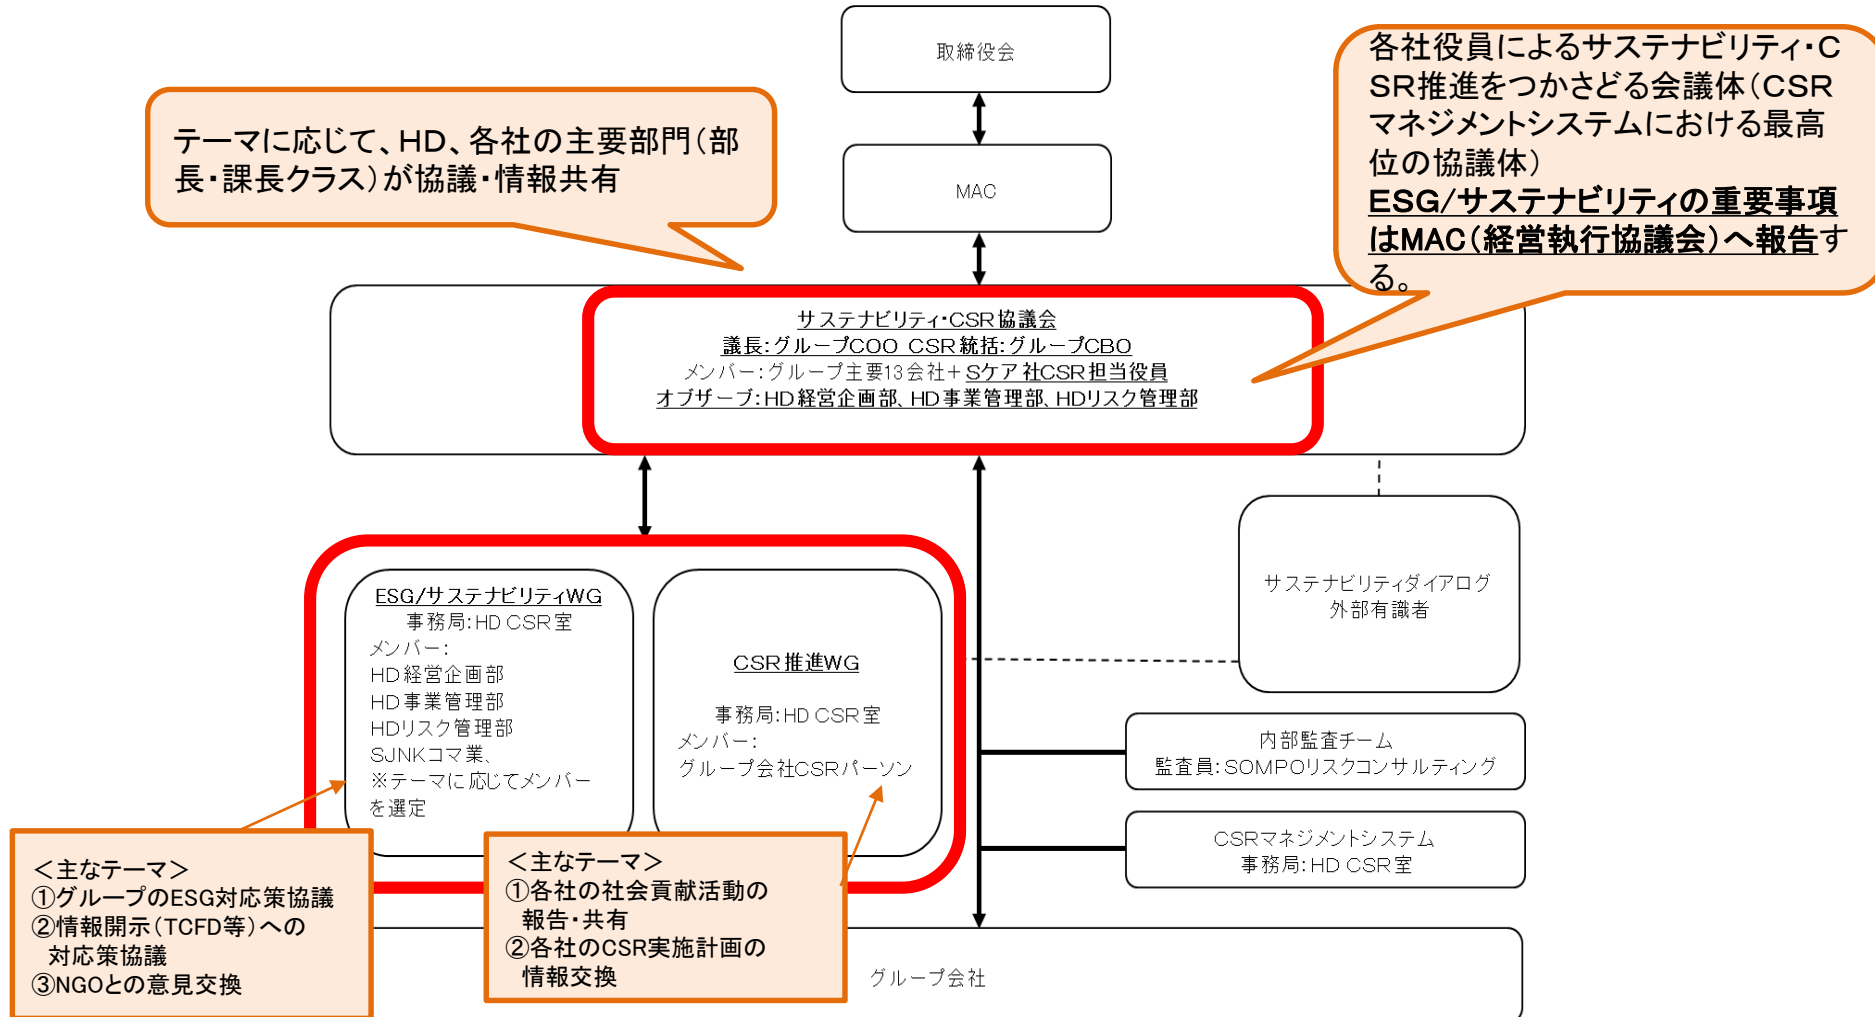 取締役会
MAC
テーマに応じて、HD、各社の主要部門(部
長・課長クラス)が協議・情報共有
各社役員によるサステナビリティ・C
SR推進をつかさどる会議体(CSR
マネジメントシステムにおける最高
位の協議体)
ESG/サステナビリティの重要事項
はMAC(経営執行協議会)へ報告す
る。
サステナビリティ・CSR協議会
議長:グループCOO CSR統括:グループCBO
メンバー:グループ主要13会社+Sケア社CSR担当役員
オブザーブ:HD経営企画部、HD事業管理部、HDリスク管理部
ESG/サステナビリティWG
事務局:HD CSR室
メンバー:
HD経営企画部
HD事業管理部
HDリスク管理部
SJNKコマ業、
※テーマに応じてメンバー
を選定
CSR推進WG
事務局:HD CSR室
メンバー:
グループ会社CSRパーソン
サステナビリティダイアログ
外部有識者
内部監査チーム
監査員:SOMPOリスクコンサルティング
CSRマネジメントシステム
事務局:HD CSR室
<主なテーマ>
①グループのESG対応策協議
②情報開示(TCFD等)への
対応策協議
③NGOとの意見交換
<主なテーマ>
①各社の社会貢献活動の
報告・共有
②各社のCSR実施計画の
情報交換
グループ会社